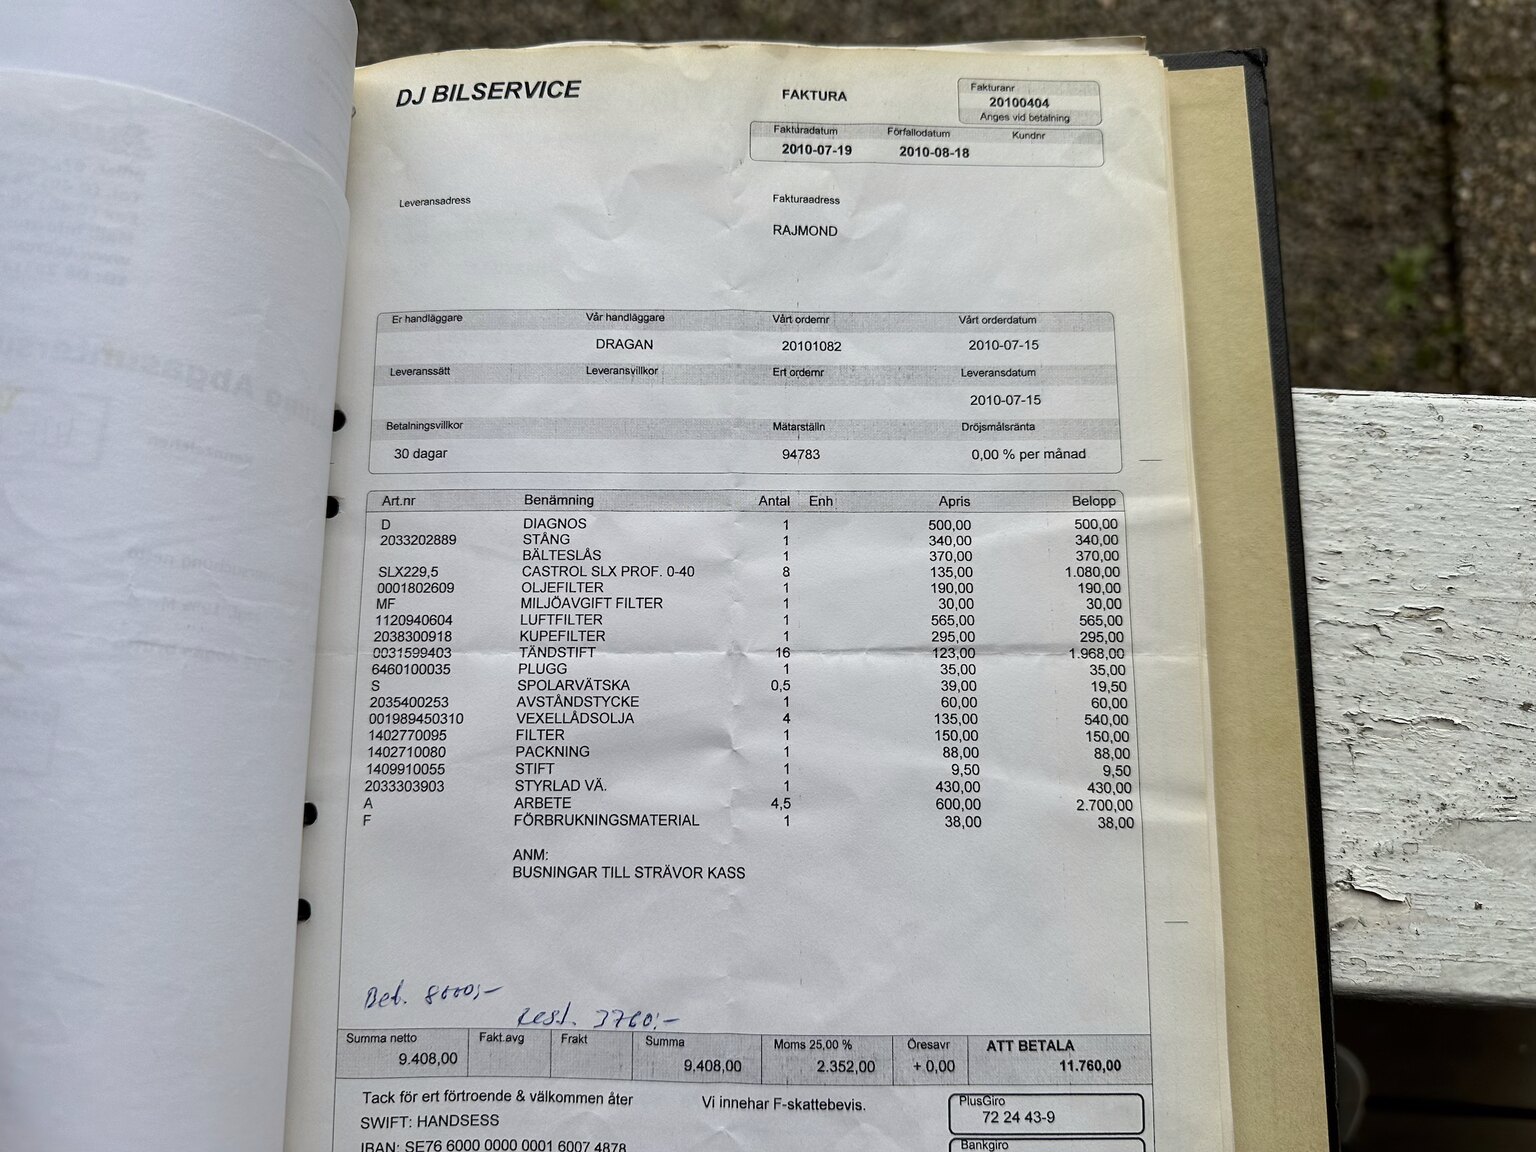 DJ BILSERVICE
FAKTURA
Fakturanr
20100404
Anges vid betalning
Fakturadatum Förfallodatum Kundnr
2010-07-19 2010-08-18
Leveransadress
Fakturaadress
RAJMOND
Er handläggare Vår handläggare Vårt ordernr Vårt orderdatum
DRAGAN 20101082 2010-07-15
Leveranssätt Leveransvillkor Ert ordernr Leveransdatum
2010-07-15
Betalningsvillkor Mätarställn Dröjsmålsränta
30 dagar 94783 0,00 % per månad
Art.nr Benämning Antal Enh Apris Belopp
D DIAGNOS 1 500,00 500,00
2033202889 STÅNG 1 340,00 340,00
BÄLTESLÅS 1 370,00 370,00
SLX229,5 CASTROL SLX PROF. 0-40 8 135,00 1.080,00
0001802609 OLJEFILTER 1 190,00 190,00
MF MILJÖAVGIFT FILTER 1 30,00 30,00
1120940604 LUFTFILTER 1 565,00 565,00
2038300918 KUPEFILTER 1 295,00 295,00
0031599403 TÄNDSTIFT 16 123,00 1.968,00
6460100035 PLUGG 1 35,00 35,00
S SPOLARVÄTSKA 0,5 39,00 19,50
2035400253 AVSTÅNDSTYCKE 1 60,00 60,00
001989450310 VEXELLÅDSOLJA 4 135,00 540,00
1402770095 FILTER 1 150,00 150,00
1402710080 PACKNING 1 88,00 88,00
1409910055 STIFT 1 9,50 9,50
2033303903 STYRLAD VÄ. 1 430,00 430,00
A ARBETE 4,5 600,00 2.700,00
F FÖRBRUKNINGSMATERIAL 1 38,00 38,00
ANM:
BUSNINGAR TILL STRÄVOR KASS
Bet. 8000:-
Rest. 3760:-
Summa netto Fakt.avg Frakt Summa Moms 25,00 % Öresavr ATT BETALA
9.408,00 9.408,00 2.352,00 + 0,00 11.760,00
Tack för ert förtroende & välkommen åter Vi innehar F-skattebevis.
PlusGiro
72 24 43-9
SWIFT: HANDSESS
IBAN: SE76 6000 0000 0001 6007 4878
Bankgiro